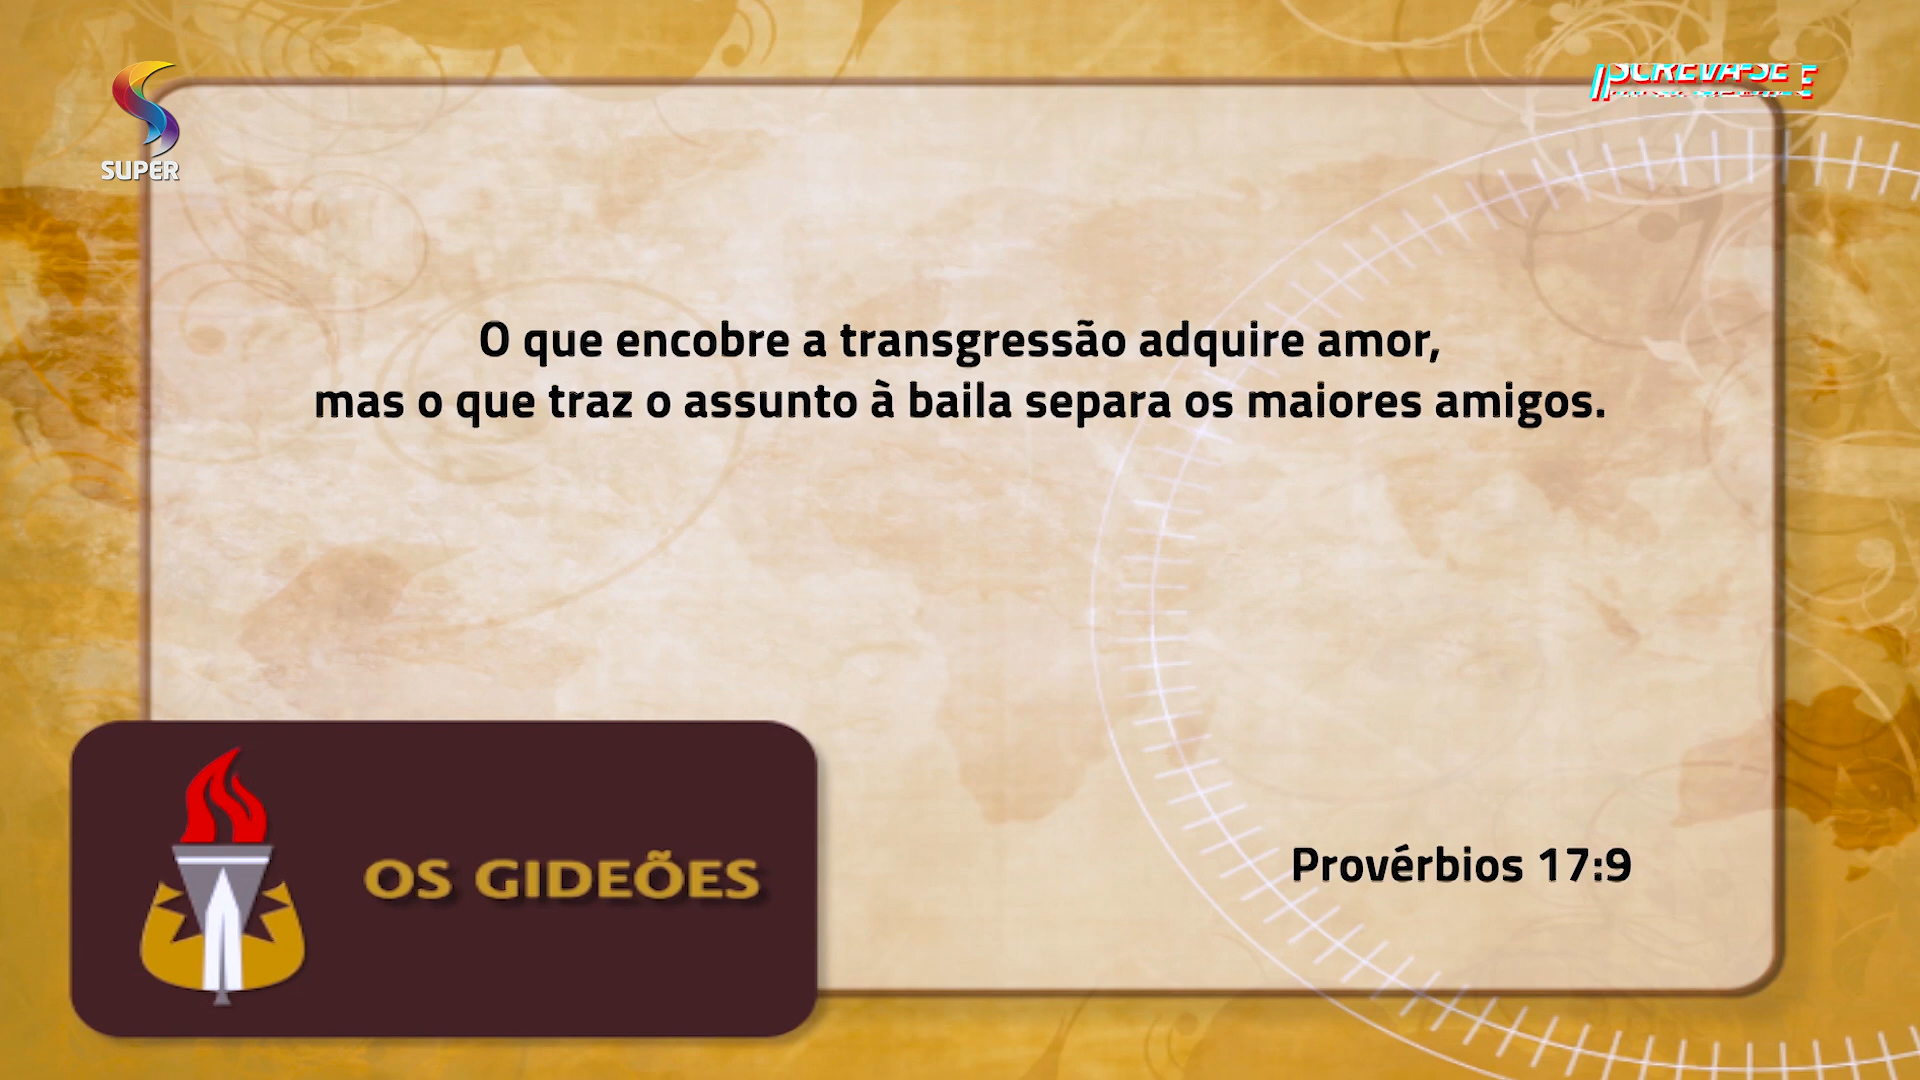 SUPER
O que encobre a transgressão adquire amor,
mas o que traz o assunto à baila separa os maiores amigos.
OS GIDEÕES
Provérbios 17:9